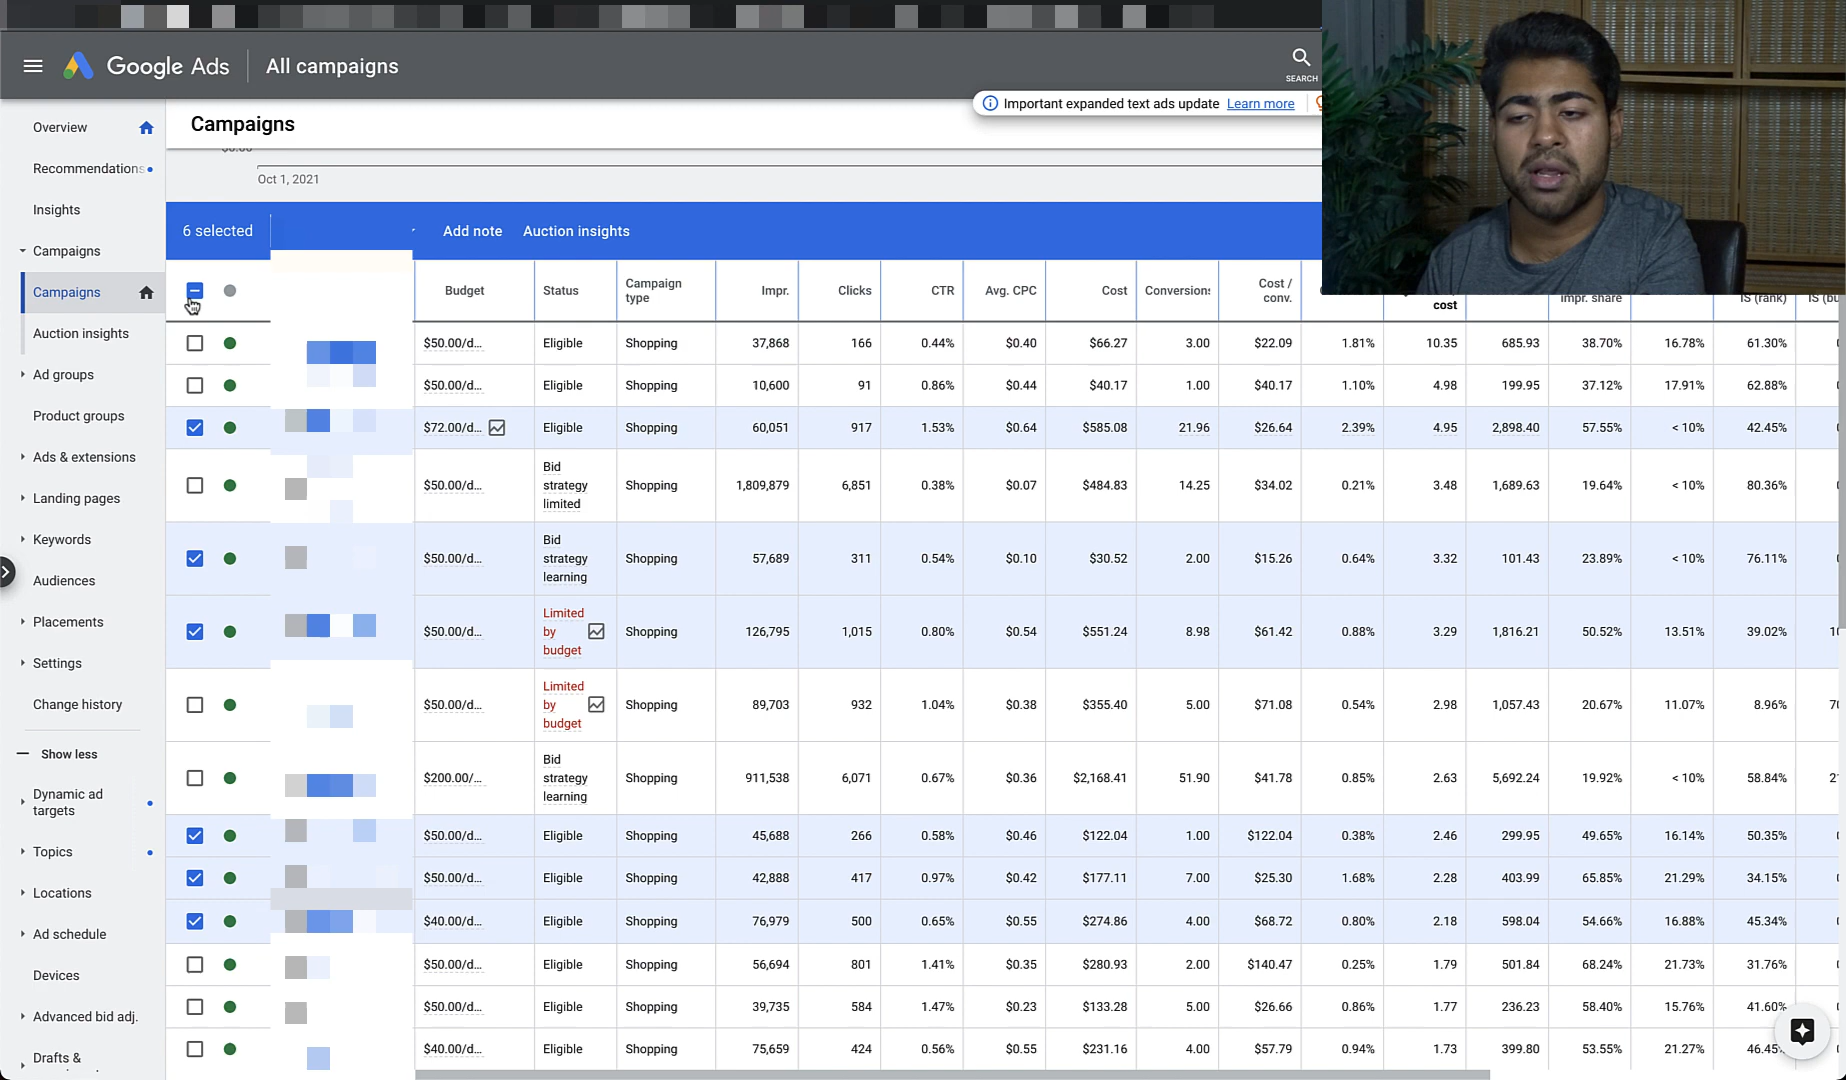 Google Ads
All campaigns
SEARCH
Important expanded text ads update Learn more
Overview
Recommendations
Insights
Campaigns
Campaigns
Auction insights
Ad groups
Product groups
Ads & extensions
Landing pages
Keywords
Audiences
Placements
Settings
Change history
Show less
Dynamic ad
targets
Topics
Locations
Ad schedule
Devices
Advanced bid adj.
Drafts &
Campaigns
$0.00
Oct 1, 2021
6 selected Add note Auction insights
Budget Status Campaign type Impr. Clicks CTR Avg. CPC Cost Conversions Cost / conv. cost impr. share IS (rank)
$50.00/d... Eligible Shopping 37,868 166 0.44% $0.40 $66.27 3.00 $22.09 1.81% 10.35 685.93 38.70% 16.78% 61.30%
$50.00/d... Eligible Shopping 10,600 91 0.86% $0.44 $40.17 1.00 $40.17 1.10% 4.98 199.95 37.12% 17.91% 62.88%
$72.00/d... Eligible Shopping 60,051 917 1.53% $0.64 $585.08 21.96 $26.64 2.39% 4.95 2,898.40 57.55% < 10% 42.45%
$50.00/d... Bid strategy limited Shopping 1,809,879 6,851 0.38% $0.07 $484.83 14.25 $34.02 0.21% 3.48 1,689.63 19.64% < 10% 80.36%
$50.00/d... Bid strategy learning Shopping 57,689 311 0.54% $0.10 $30.52 2.00 $15.26 0.64% 3.32 101.43 23.89% < 10% 76.11%
$50.00/d... Limited by budget Shopping 126,795 1,015 0.80% $0.54 $551.24 8.98 $61.42 0.88% 3.29 1,816.21 50.52% 13.51% 39.02%
$50.00/d... Limited by budget Shopping 89,703 932 1.04% $0.38 $355.40 5.00 $71.08 0.54% 2.98 1,057.43 20.67% 11.07% 8.96%
$200.00/... Bid strategy learning Shopping 911,538 6,071 0.67% $0.36 $2,168.41 51.90 $41.78 0.85% 2.63 5,692.24 19.92% < 10% 58.84%
$50.00/d... Eligible Shopping 45,688 266 0.58% $0.46 $122.04 1.00 $122.04 0.38% 2.46 299.95 49.65% 16.14% 50.35%
$50.00/d... Eligible Shopping 42,888 417 0.97% $0.42 $177.11 7.00 $25.30 1.68% 2.28 403.99 65.85% 21.29% 34.15%
$40.00/d... Eligible Shopping 76,979 500 0.65% $0.55 $274.86 4.00 $68.72 0.80% 2.18 598.04 54.66% 16.88% 45.34%
$50.00/d... Eligible Shopping 56,694 801 1.41% $0.35 $280.93 2.00 $140.47 0.25% 1.79 501.84 68.24% 21.73% 31.76%
$50.00/d... Eligible Shopping 39,735 584 1.47% $0.23 $133.28 5.00 $26.66 0.86% 1.77 236.23 58.40% 15.76% 41.60%
$40.00/d... Eligible Shopping 75,659 424 0.56% $0.55 $231.16 4.00 $57.79 0.94% 1.73 399.80 53.55% 21.27% 46.45%